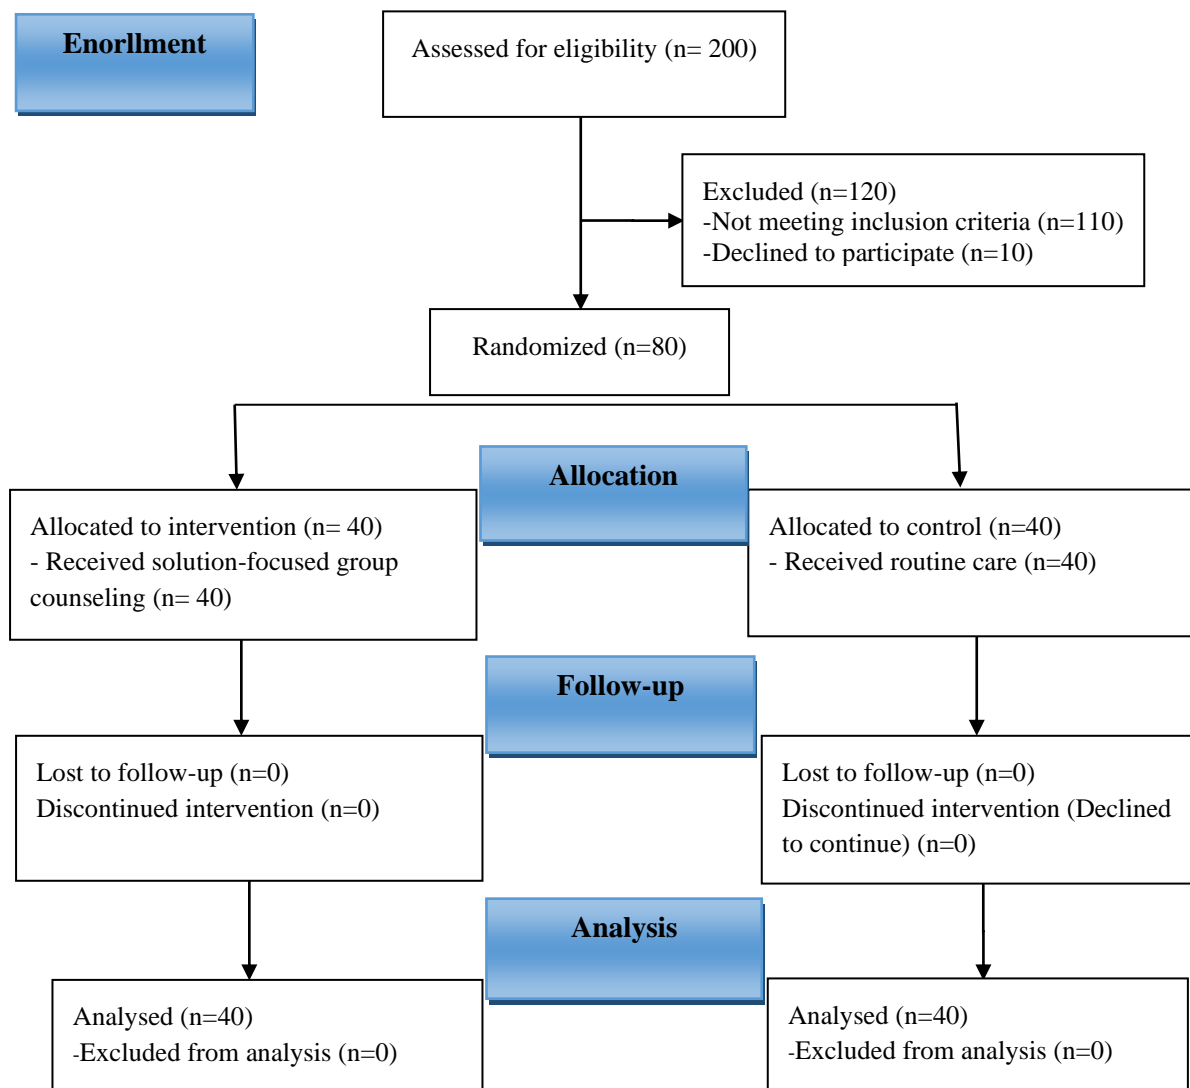 Enorllment
Assessed for eligibility (n= 200)
Excluded (n=120)
-Not meeting inclusion criteria (n=110)
-Declined to participate (n=10)
Randomized (n=80)
Allocation
Allocated to intervention (n= 40)
- Received solution-focused group
counseling (n= 40)
Allocated to control (n=40)
- Received routine care (n=40)
Follow-up
Lost to follow-up (n=0)
Discontinued intervention (n=0)
Lost to follow-up (n=0)
Discontinued intervention (Declined
to continue) (n=0)
Analysis
Analysed (n=40)
-Excluded from analysis (n=0)
Analysed (n=40)
-Excluded from analysis (n=0)